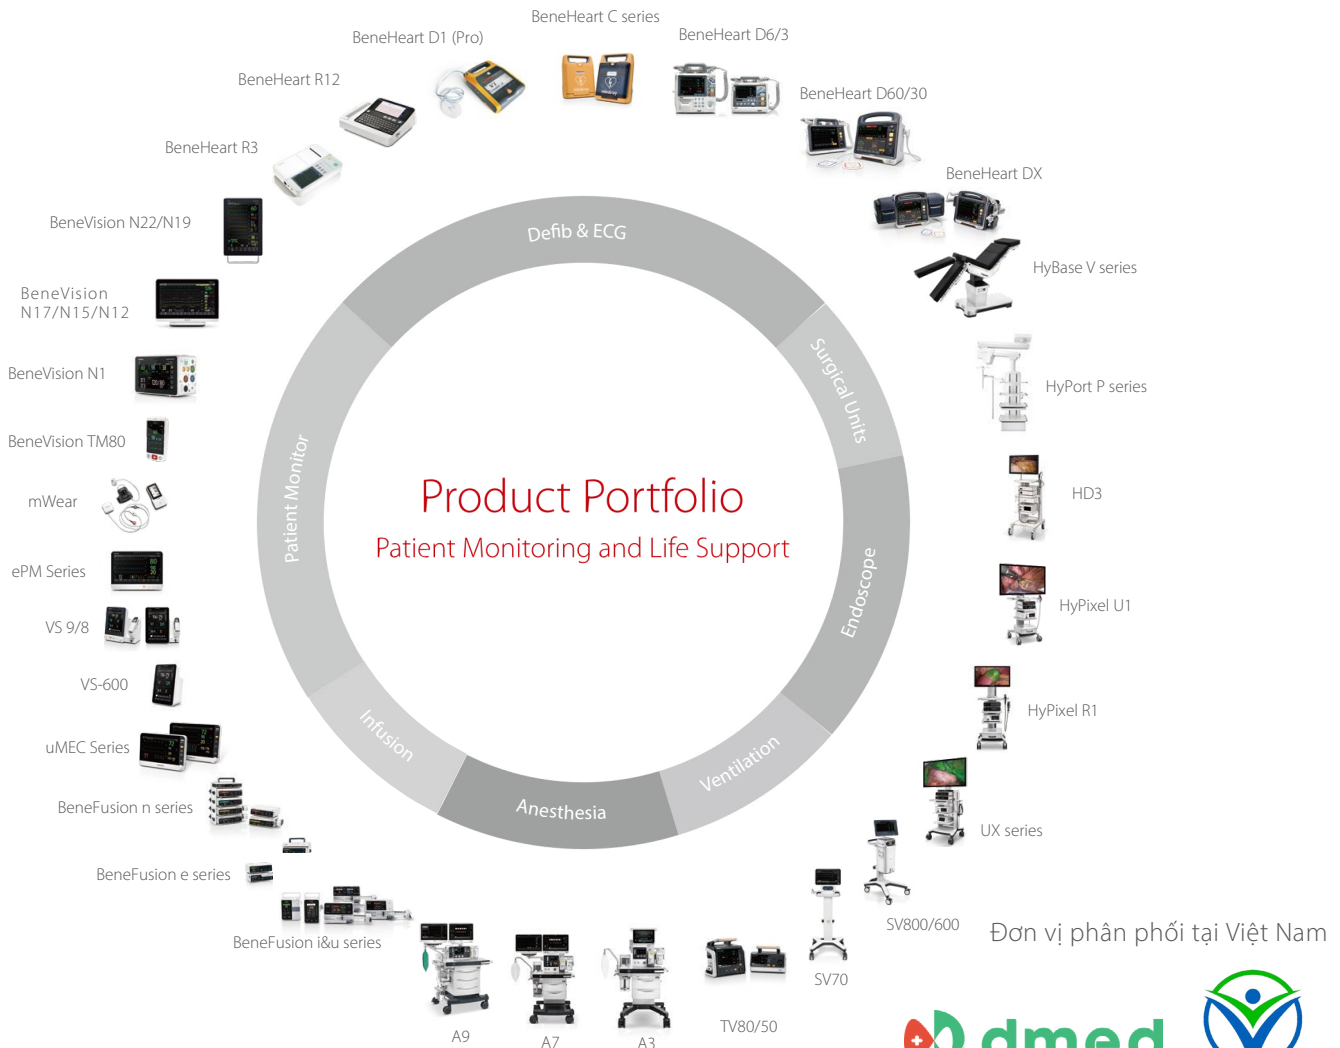 BeneHeart C series
BeneHeart D1 (Pro)
BeneHeart D6/3
BeneHeart R12
BeneHeart D60/30
BeneHeart R3
BeneHeart DX
BeneVision N22/N19
Defib & ECG
HyBase V series
BeneVision
N17/N15/N12
Surgical Units
BeneVision N1
HyPort P series
BeneVision TM80
Patient Monitor
mWear
Product Portfolio
HD3
Patient Monitoring and Life Support
ePM Series
Endoscope
HyPixel U1
VS 9/8
VS-600
HyPixel R1
Infusion
uMEC Series
Ventilation
BeneFusion n series
Anesthesia
UX series
BeneFusion e series
SV800/600
Đơn vị phân phối tại Việt Nam
BeneFusion i&u series
SV70
TV80/50
A9
A7
A3
dmed